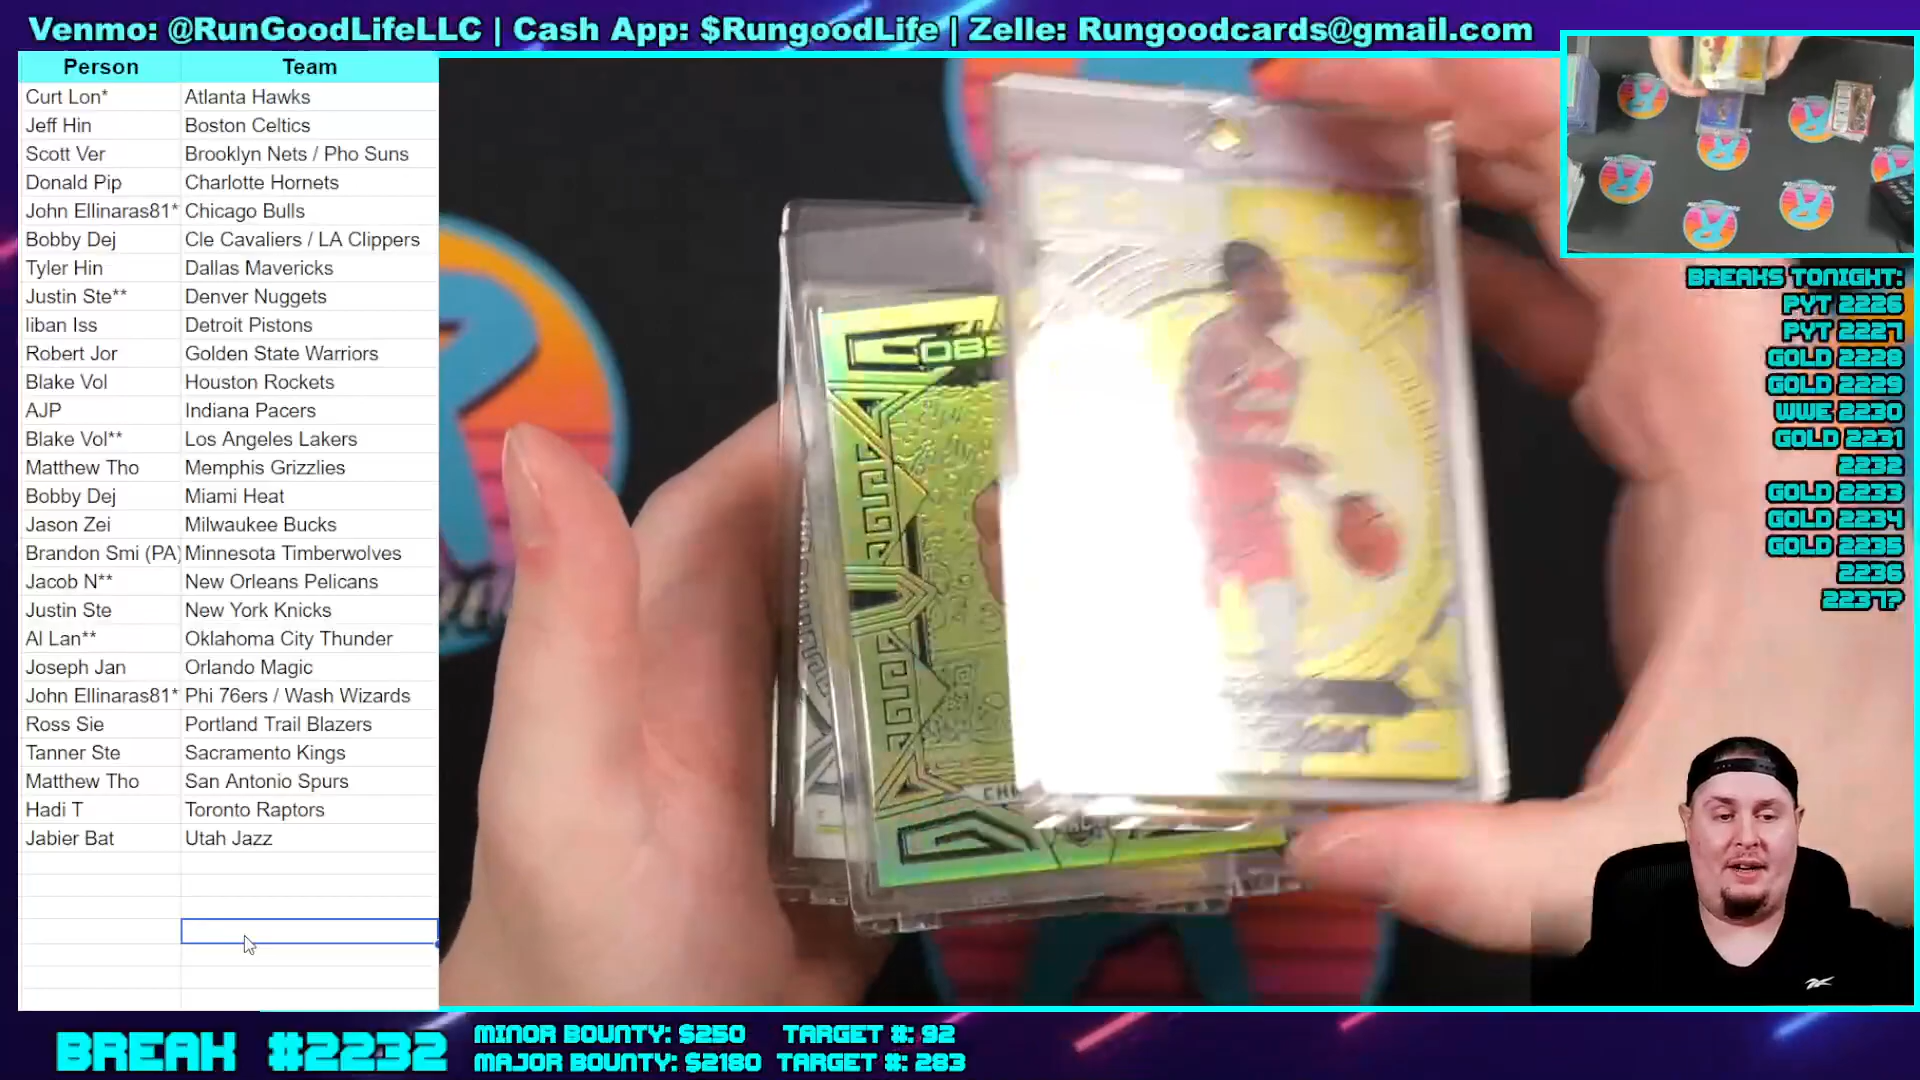 Venmo: @RunGoodLifeLLC | Cash App: $RungoodLife | Zelle: Rungoodcards@gmail.com
Person Team
Curt Lon* Atlanta Hawks
Jeff Hin Boston Celtics
Scott Ver Brooklyn Nets / Pho Suns
Donald Pip Charlotte Hornets
John Ellinaras81* Chicago Bulls
Bobby Dej Cle Cavaliers / LA Clippers
Tyler Hin Dallas Mavericks
Justin Ste** Denver Nuggets
liban Iss Detroit Pistons
Robert Jor Golden State Warriors
Blake Vol Houston Rockets
AJP Indiana Pacers
Blake Vol** Los Angeles Lakers
Matthew Tho Memphis Grizzlies
Bobby Dej Miami Heat
Jason Zei Milwaukee Bucks
Brandon Smi (PA) Minnesota Timberwolves
Jacob N** New Orleans Pelicans
Justin Ste New York Knicks
Al Lan** Oklahoma City Thunder
Joseph Jan Orlando Magic
John Ellinaras81* Phi 76ers / Wash Wizards
Ross Sie Portland Trail Blazers
Tanner Ste Sacramento Kings
Matthew Tho San Antonio Spurs
Hadi T Toronto Raptors
Jabier Bat Utah Jazz
BREAKS TONIGHT:
PYT 2226
PYT 2227
GOLD 2228
GOLD 2229
WWE 2230
GOLD 2231
2232
GOLD 2233
GOLD 2234
GOLD 2235
2236
2237?
BREAK #2232
MINOR BOUNTY: $250 TARGET #: 92
MAJOR BOUNTY: $2180 TARGET #: 283